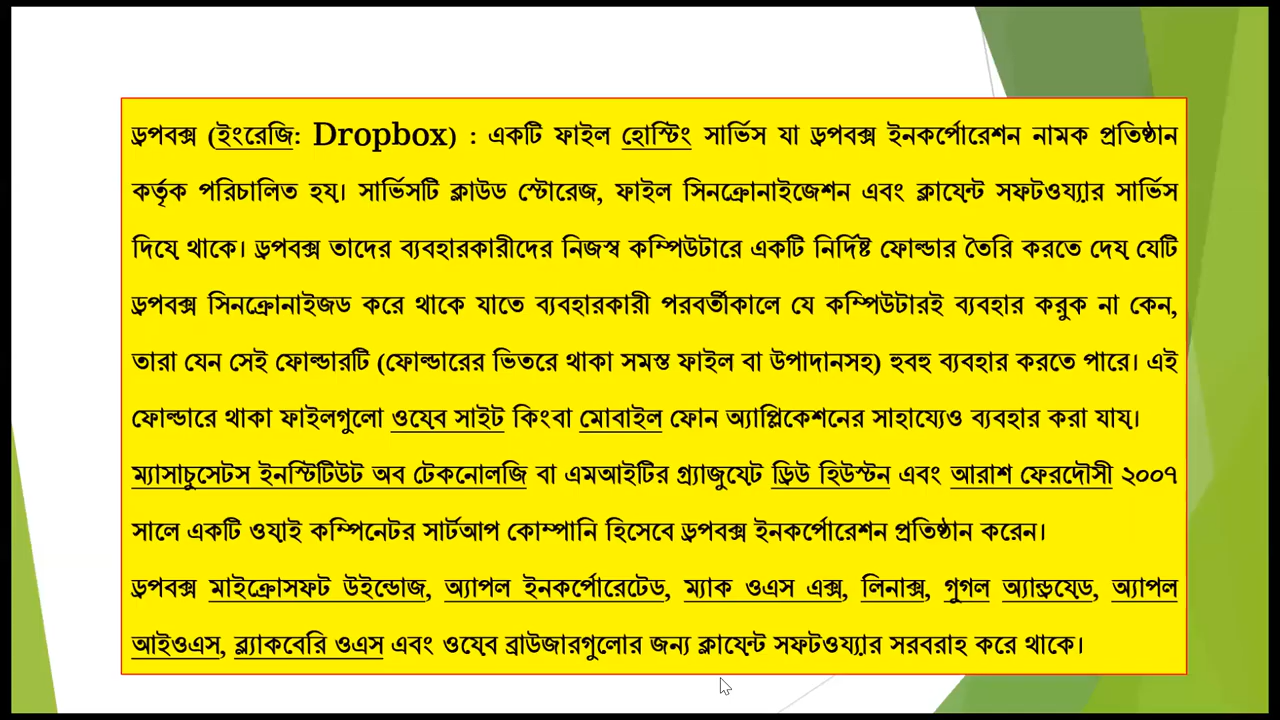 ড্রপবক্স (ইংরেজি: Dropbox) : একটি ফাইল হোস্টিং সার্ভিস যা ড্রপবক্স ইনকর্পোরেশন নামক প্রতিষ্ঠান
কর্তৃক পরিচালিত হয়। সার্ভিসটি ক্লাউড স্টোরেজ, ফাইল সিনক্রোনাইজেশন এবং ক্লায়েন্ট সফটওয়্যার সার্ভিস
দিয়ে থাকে। ড্রপবক্স তাদের ব্যবহারকারীদের নিজস্ব কম্পিউটারে একটি নির্দিষ্ট ফোল্ডার তৈরি করতে দেয় যেটি
ড্রপবক্স সিনক্রোনাইজড করে থাকে যাতে ব্যবহারকারী পরবর্তীকালে যে কম্পিউটারই ব্যবহার করুক না কেন,
তারা যেন সেই ফোল্ডারটি (ফোল্ডারের ভিতরে থাকা সমস্ত ফাইল বা উপাদানসহ) হুবহু ব্যবহার করতে পারে। এই
ফোল্ডারে থাকা ফাইলগুলো ওয়েব সাইট কিংবা মোবাইল ফোন অ্যাপ্লিকেশনের সাহায্যেও ব্যবহার করা যায়।
ম্যাসাচুসেটস ইনস্টিটিউট অব টেকনোলজি বা এমআইটির গ্র্যাজুয়েট ড্রিউ হিউস্টন এবং আরাশ ফেরদৌসী ২০০৭
সালে একটি ওয়াই কম্পিনেটর সার্টআপ কোম্পানি হিসেবে ড্রপবক্স ইনকর্পোরেশন প্রতিষ্ঠান করেন।
ড্রপবক্স মাইক্রোসফট উইন্ডোজ, অ্যাপল ইনকর্পোরেটেড, ম্যাক ওএস এক্স, লিনাক্স, গুগল অ্যান্ড্রয়েড, অ্যাপল
আইওএস, ব্ল্যাকবেরি ওএস এবং ওয়েব ব্রাউজারগুলোর জন্য ক্লায়েন্ট সফটওয়্যার সরবরাহ করে থাকে।